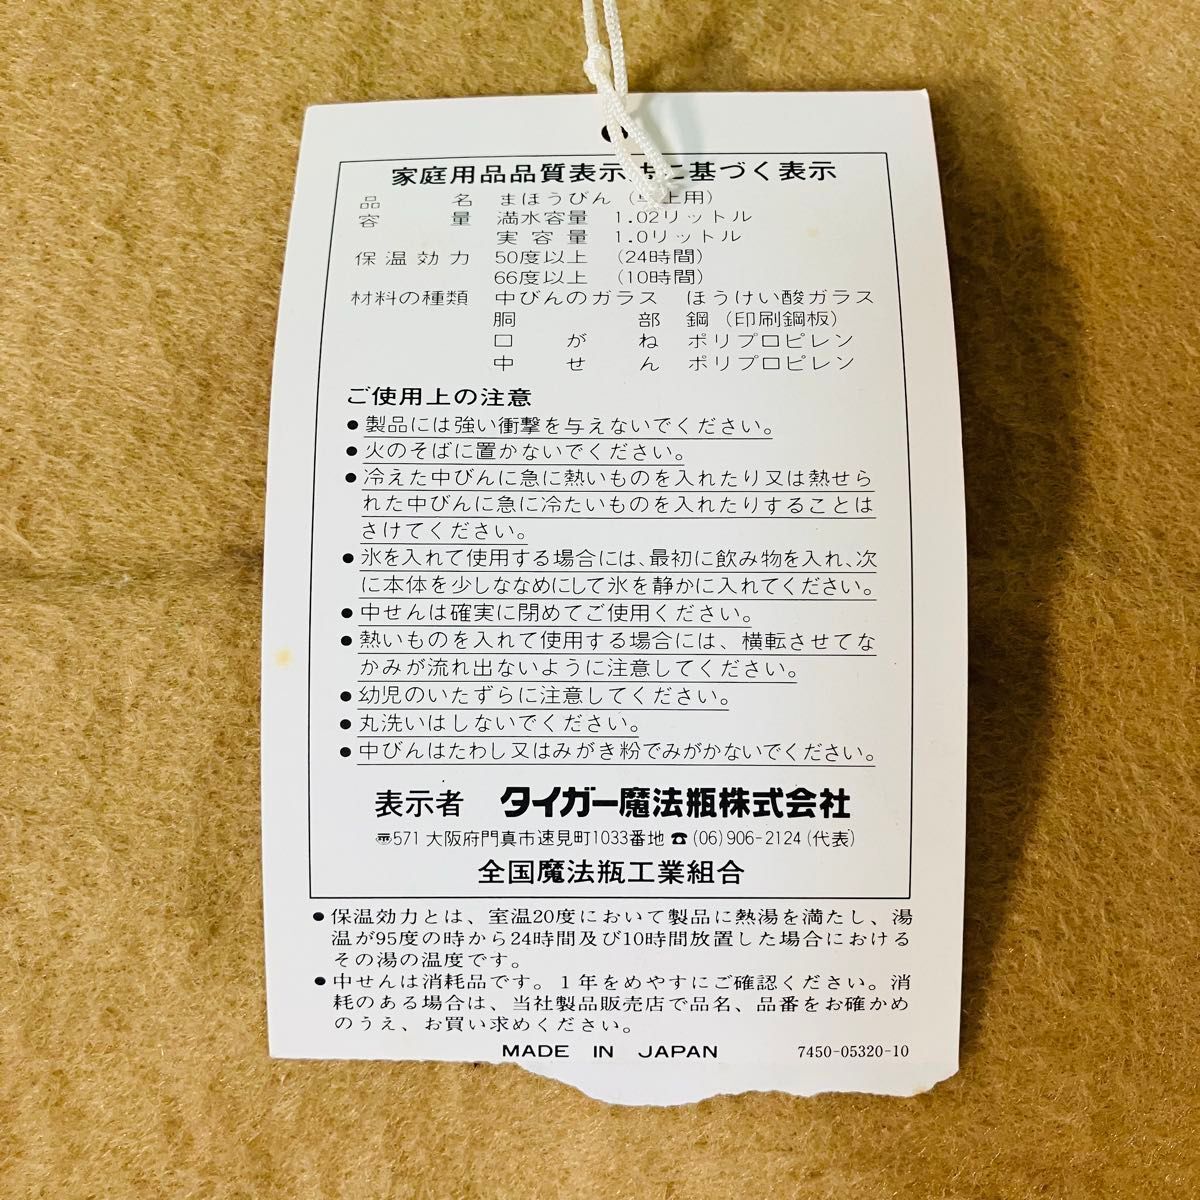 家庭用品品質表示法に基づく表示
品名 まほうびん（卓上用）
容量 満水容量 1.02リットル
実容量 1.0リットル
保温効力 50度以上 （24時間）
66度以上 （10時間）
材料の種類 中びんのガラス ほうけい酸ガラス
胴部 鋼（印刷鋼板）
口がね ポリプロピレン
中せん ポリプロピレン
ご使用上の注意
●製品には強い衝撃を与えないでください。
●火のそばに置かないでください。
●冷えた中びんに急に熱いものを入れたり又は熱せら
れた中びんに急に冷たいものを入れたりすることは
さけてください。
●氷を入れて使用する場合には、最初に飲み物を入れ、次
に本体を少しななめにして氷を静かに入れてください。
●中せんは確実に閉めてご使用ください。
●熱いものを入れて使用する場合には、横転させてな
かみが流れ出ないように注意してください。
●幼児のいたずらに注意してください。
●丸洗いはしないでください。
●中びんはたわし又はみがき粉でみがかないでください。
表示者 タイガー魔法瓶株式会社
〠571 大阪府門真市速見町1033番地 ☎(06)906-2124(代表)
全国魔法瓶工業組合
●保温効力とは、室温20度において製品に熱湯を満たし、湯
温が95度の時から24時間及び10時間放置した場合における
その湯の温度です。
●中せんは消耗品です。1年をめやすにご確認ください。消
耗のある場合は、当社製品販売店で品名、品番をお確かめ
のうえ、お買い求めください。
MADE IN JAPAN 7450-05320-10